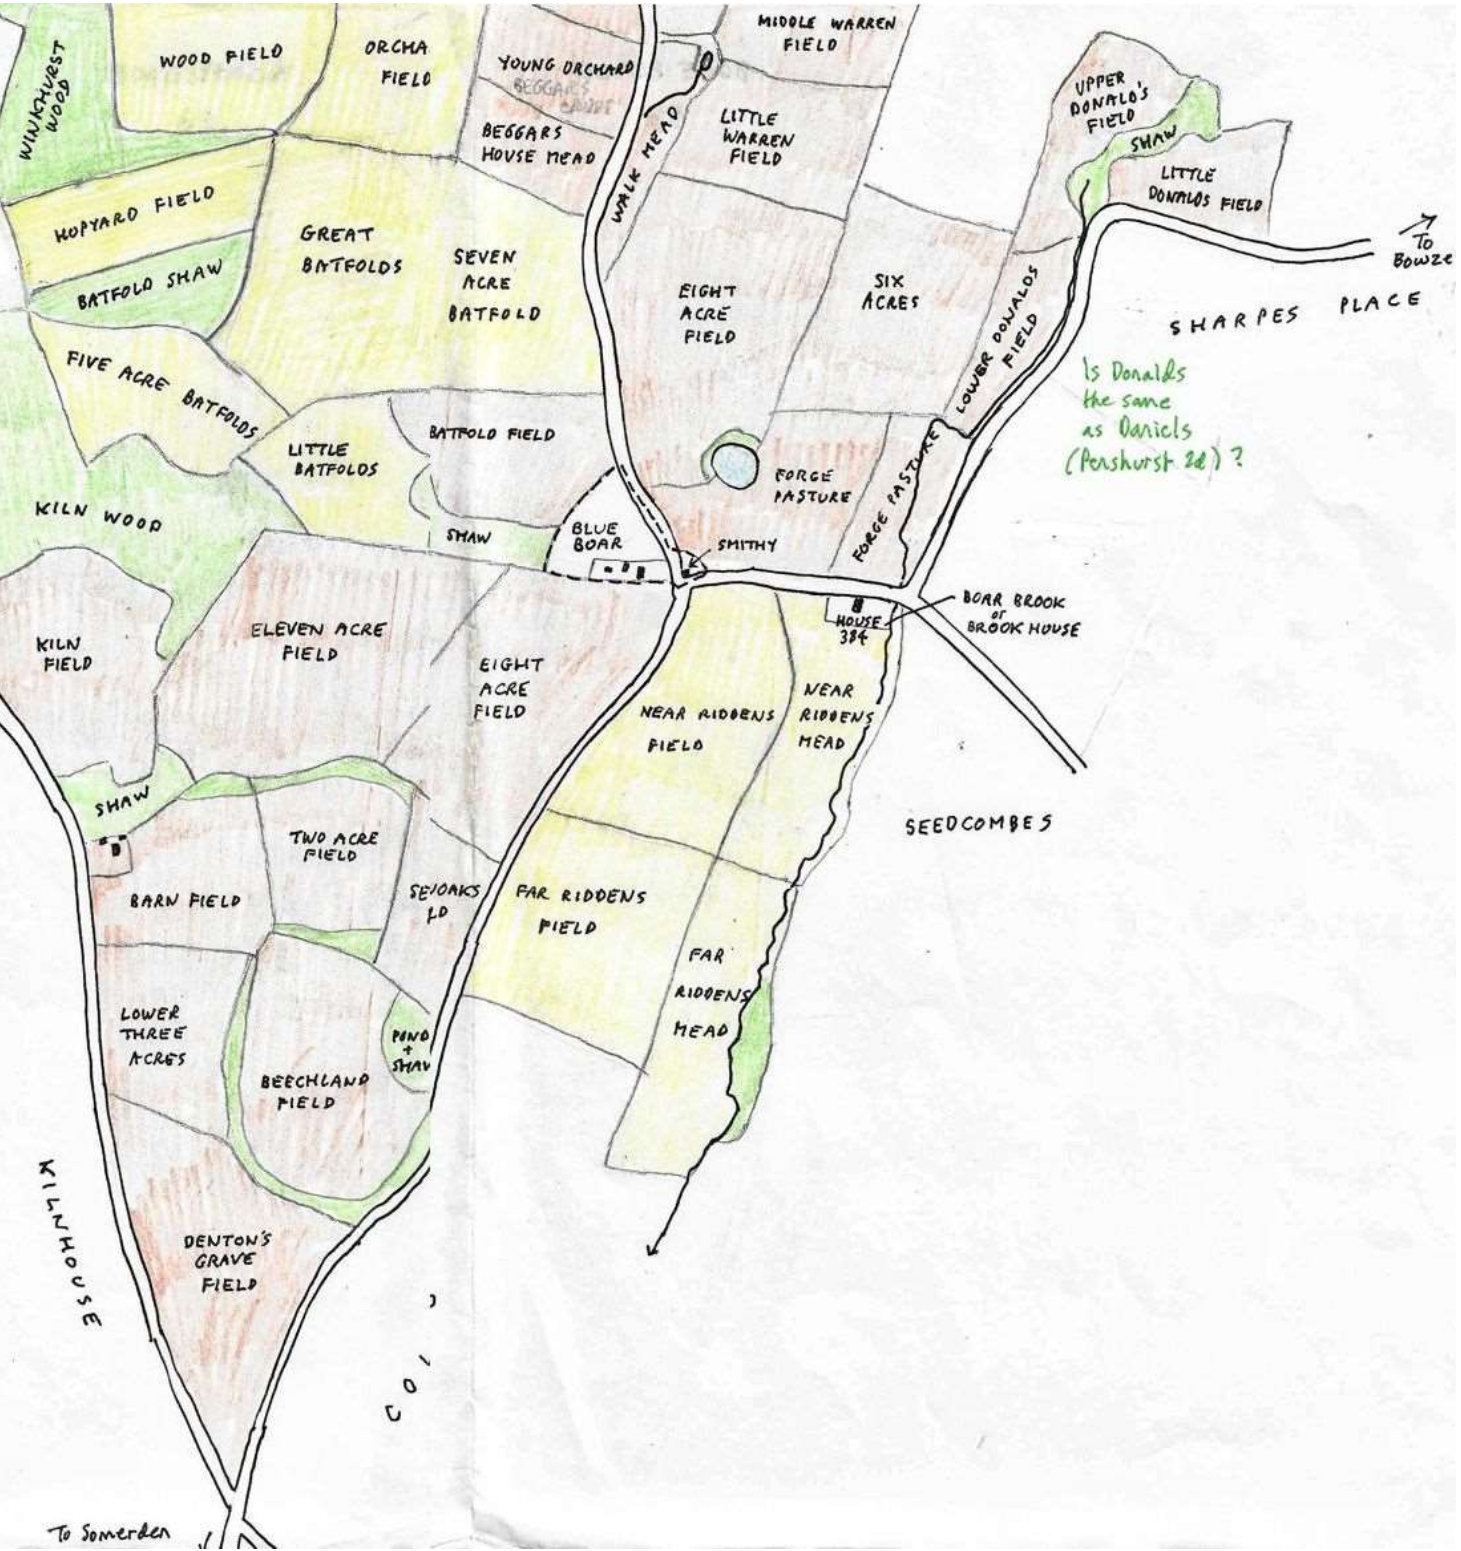 WINKHURST
WOOD
WOOD FIELD
ORCHA
FIELD
YOUNG ORCHARD
BEGGARS
BEGGARS
HOUSE MEAD
MIDDLE WARREN
FIELD
WALK MEAD
LITTLE
WARREN
FIELD
UPPER
DONALD'S
FIELD
SHAW
LITTLE
DONALDS FIELD
To
Bowze
SHARPES PLACE
HOPYARD FIELD
BATFOLD SHAW
GREAT
BATFOLDS
SEVEN
ACRE
BATFOLD
EIGHT
ACRE
FIELD
SIX
ACRES
LOWER DONALDS
FIELD
Is Donalds
the same
as Daniels
(Penshurst 2d) ?
FIVE ACRE BATFOLDS
LITTLE
BATFOLDS
BATFOLD FIELD
FORGE
PASTURE
FORGE PASTURE
KILN WOOD
SHAW
BLUE
BOAR
SMITHY
HOUSE
384
BOAR BROOK
or
BROOK HOUSE
KILN
FIELD
ELEVEN ACRE
FIELD
EIGHT
ACRE
FIELD
NEAR RIDDENS
FIELD
NEAR
RIDDENS
MEAD
SHAW
TWO ACRE
FIELD
SEEDCOMBES
BARN FIELD
SEVOAKS
LD
FAR RIDDENS
FIELD
FAR
RIDDENS
MEAD
LOWER
THREE
ACRES
BEECHLAND
FIELD
POND
+
SHAW
KILNHOUSE
DENTON'S
GRAVE
FIELD
To Somerden